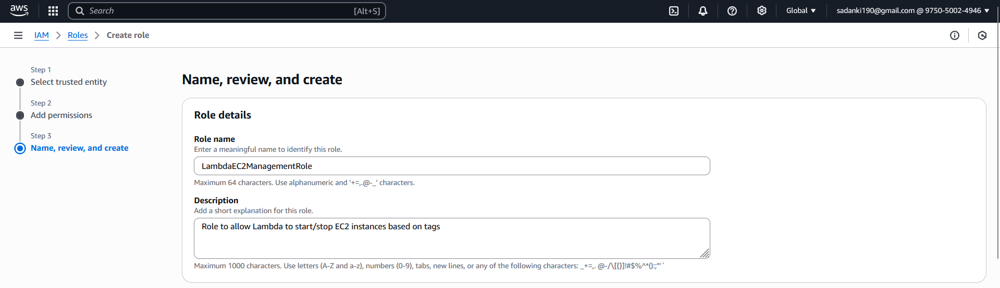 aws
Search
[Alt+S]
Global
sadanki190@gmail.com @ 9750-5002-4946
IAM
Roles
Create role
Step 1
Select trusted entity
Step 2
Add permissions
Step 3
Name, review, and create
Name, review, and create
Role details
Role name
Enter a meaningful name to identify this role.
LambdaEC2ManagementRole
Maximum 64 characters. Use alphanumeric and '+=,.@-_' characters.
Description
Add a short explanation for this role.
Role to allow Lambda to start/stop EC2 instances based on tags
Maximum 1000 characters. Use letters (A-Z and a-z), numbers (0-9), tabs, new lines, or any of the following characters: _+=,. @-/\[{}]!#$%^*();:"'`